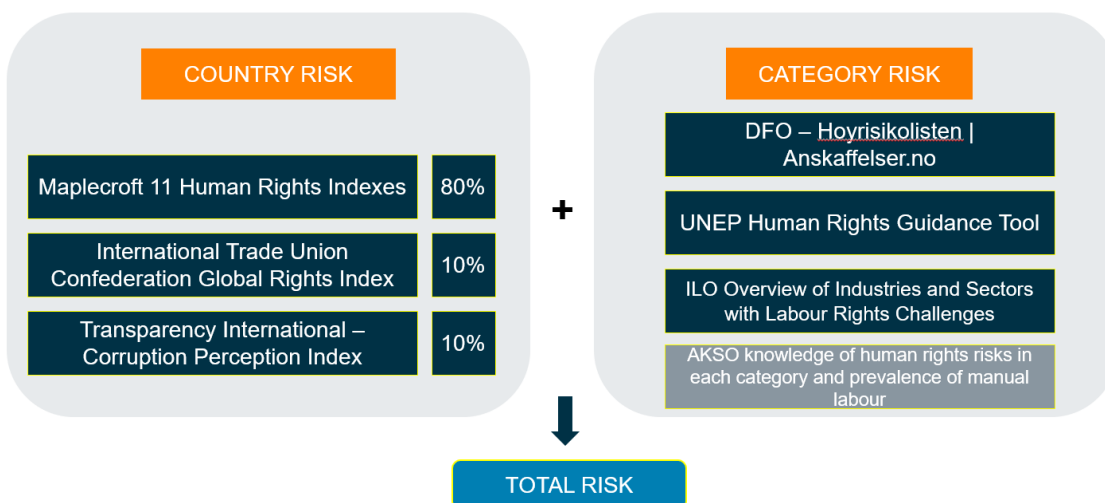 COUNTRY RISK
Maplecroft 11 Human Rights Indexes
80%
International Trade Union
Confederation Global Rights Index
10%
Transparency International –
Corruption Perception Index
10%
+
CATEGORY RISK
DFO – Hoyrisikolisten |
Anskaffelser.no
UNEP Human Rights Guidance Tool
ILO Overview of Industries and Sectors
with Labour Rights Challenges
AKSO knowledge of human rights risks in
each category and prevalence of manual
labour
TOTAL RISK